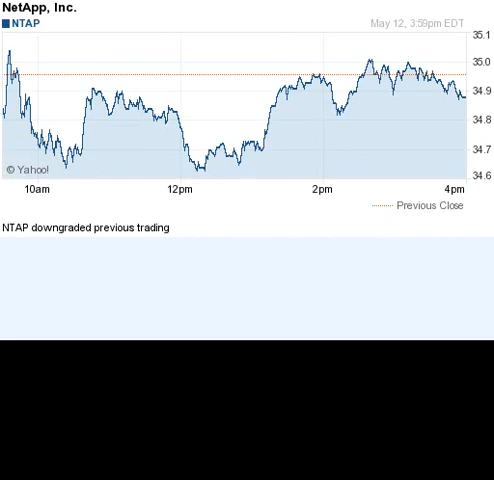 NetApp, Inc.
NTAP May 12, 3:59pm EDT
35.1
35.0
34.9
34.8
34.7
34.6
© Yahoo!
10am 12pm 2pm 4pm
Previous Close
NTAP downgraded previous trading